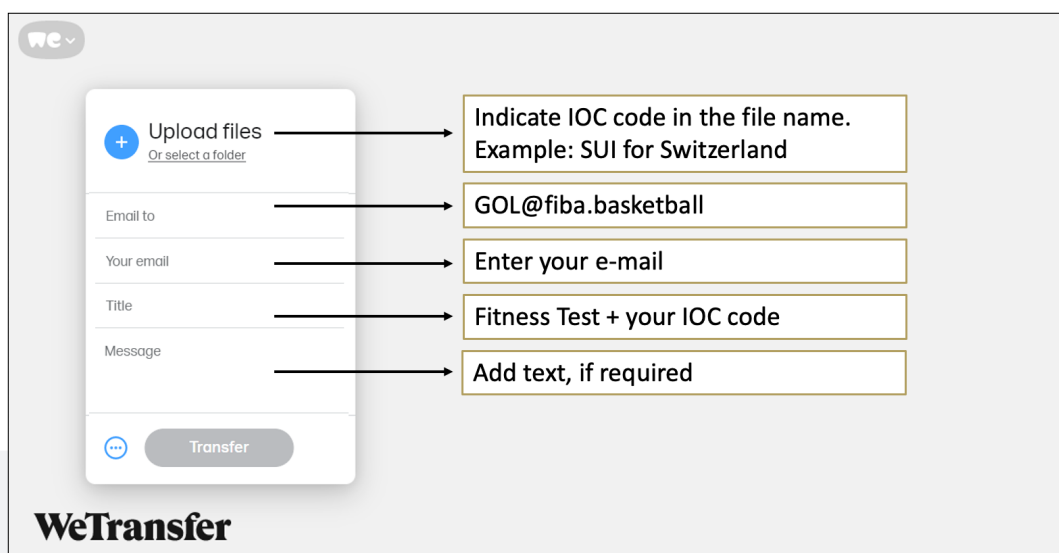 we
Upload files
Or select a folder
Indicate IOC code in the file name.
Example: SUI for Switzerland
Email to
GOL@fiba.basketball
Your email
Enter your e-mail
Title
Fitness Test + your IOC code
Message
Add text, if required
Transfer
WeTransfer